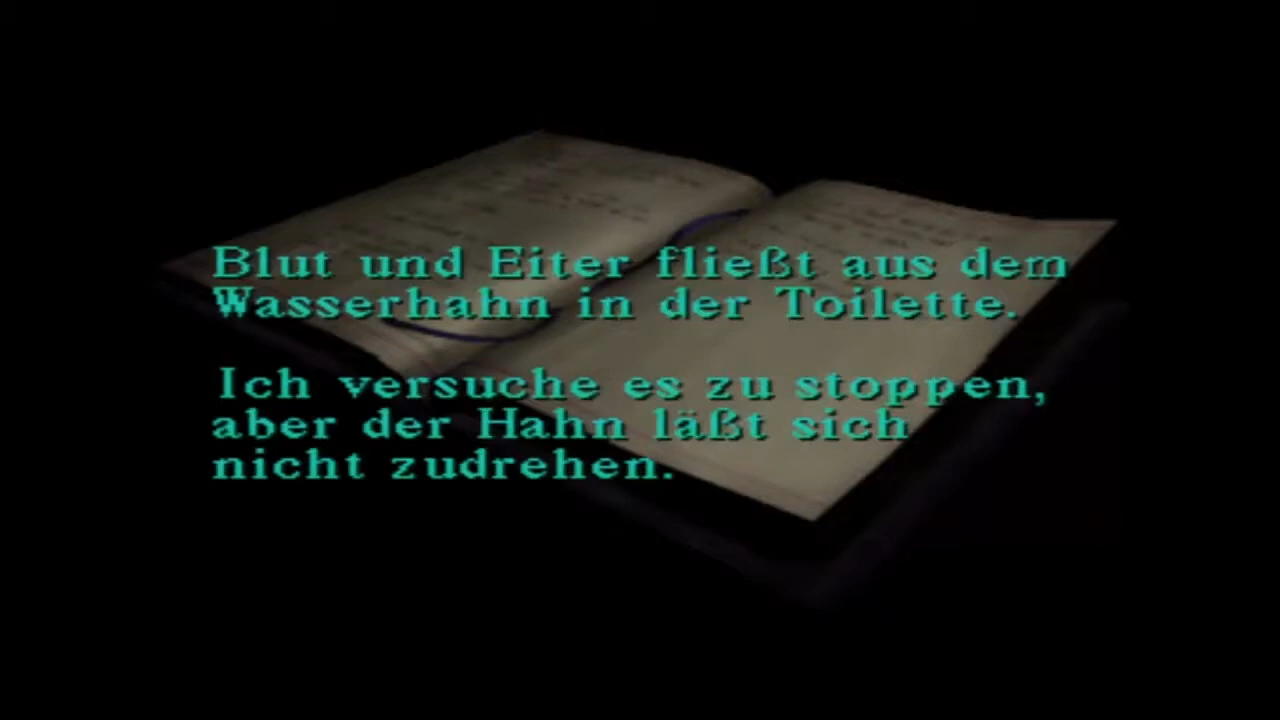 Blut und Eiter fließt aus dem
Wasserhahn in der Toilette.
Ich versuche es zu stoppen,
aber der Hahn läßt sich
nicht zudrehen.